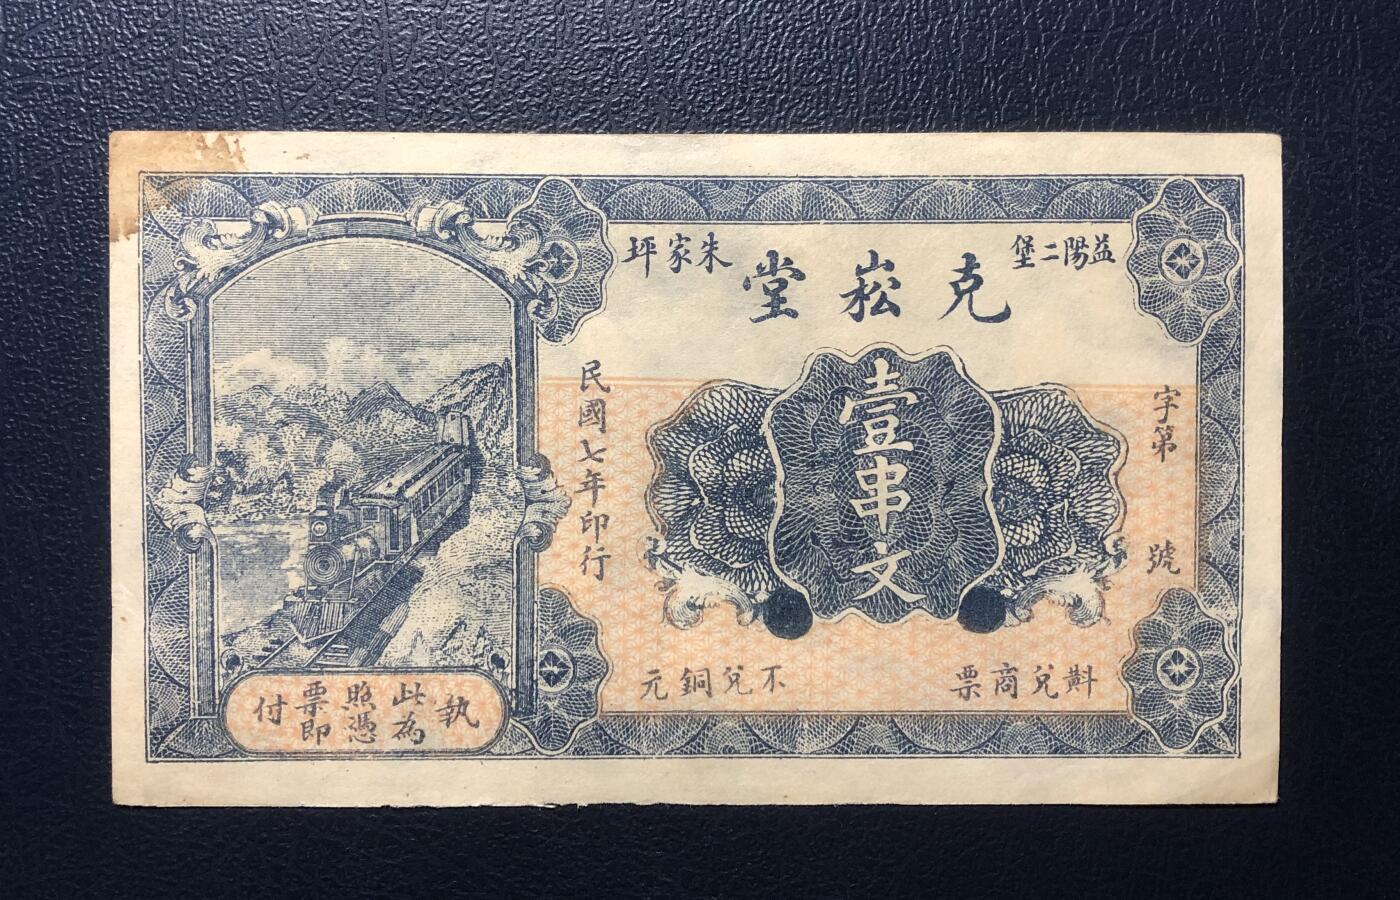 益陽二堡
朱家坪
克崧堂
壹串文
字第 號
民國七年印行
斢兌商票
不兌銅元
執此為照憑票即付